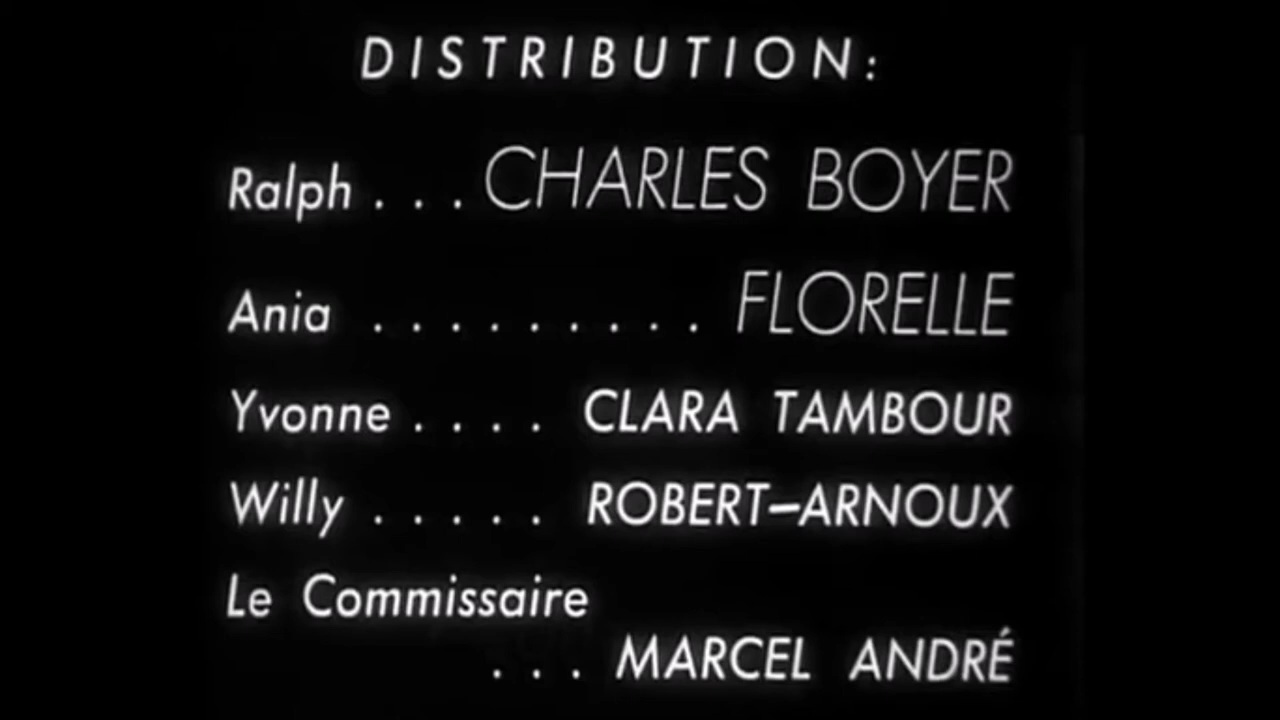 DISTRIBUTION:
Ralph . . . CHARLES BOYER
Ania . . . . . . . . . FLORELLE
Yvonne . . . . CLARA TAMBOUR
Willy . . . . . ROBERT–ARNOUX
Le Commissaire
. . . MARCEL ANDRÉ